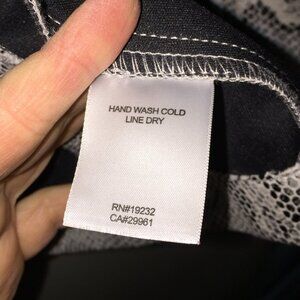 HAND WASH COLD
LINE DRY
RN#19232
CA#29961